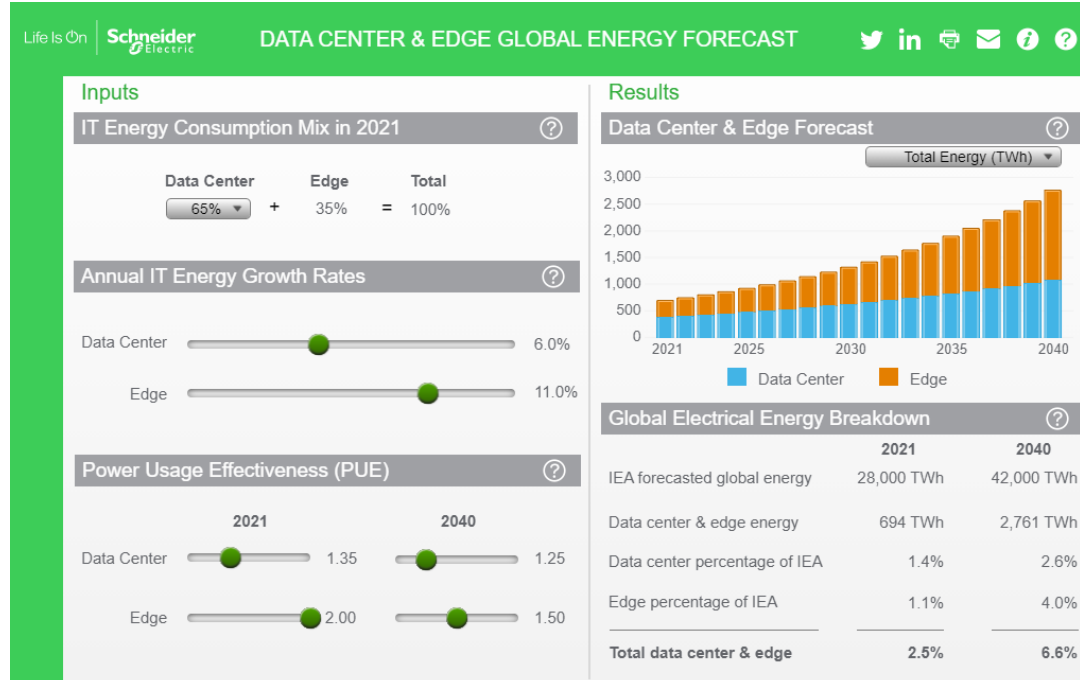 Life Is On Schneider Electric
DATA CENTER & EDGE GLOBAL ENERGY FORECAST
Inputs
IT Energy Consumption Mix in 2021
Data Center Edge Total
65% + 35% = 100%
Annual IT Energy Growth Rates
Data Center 6.0%
Edge 11.0%
Power Usage Effectiveness (PUE)
2021 2040
Data Center 1.35 1.25
Edge 2.00 1.50
Results
Data Center & Edge Forecast
Total Energy (TWh)
3,000
2,500
2,000
1,500
1,000
500
0
2021 2025 2030 2035 2040
Data Center Edge
Global Electrical Energy Breakdown
2021 2040
IEA forecasted global energy 28,000 TWh 42,000 TWh
Data center & edge energy 694 TWh 2,761 TWh
Data center percentage of IEA 1.4% 2.6%
Edge percentage of IEA 1.1% 4.0%
Total data center & edge 2.5% 6.6%